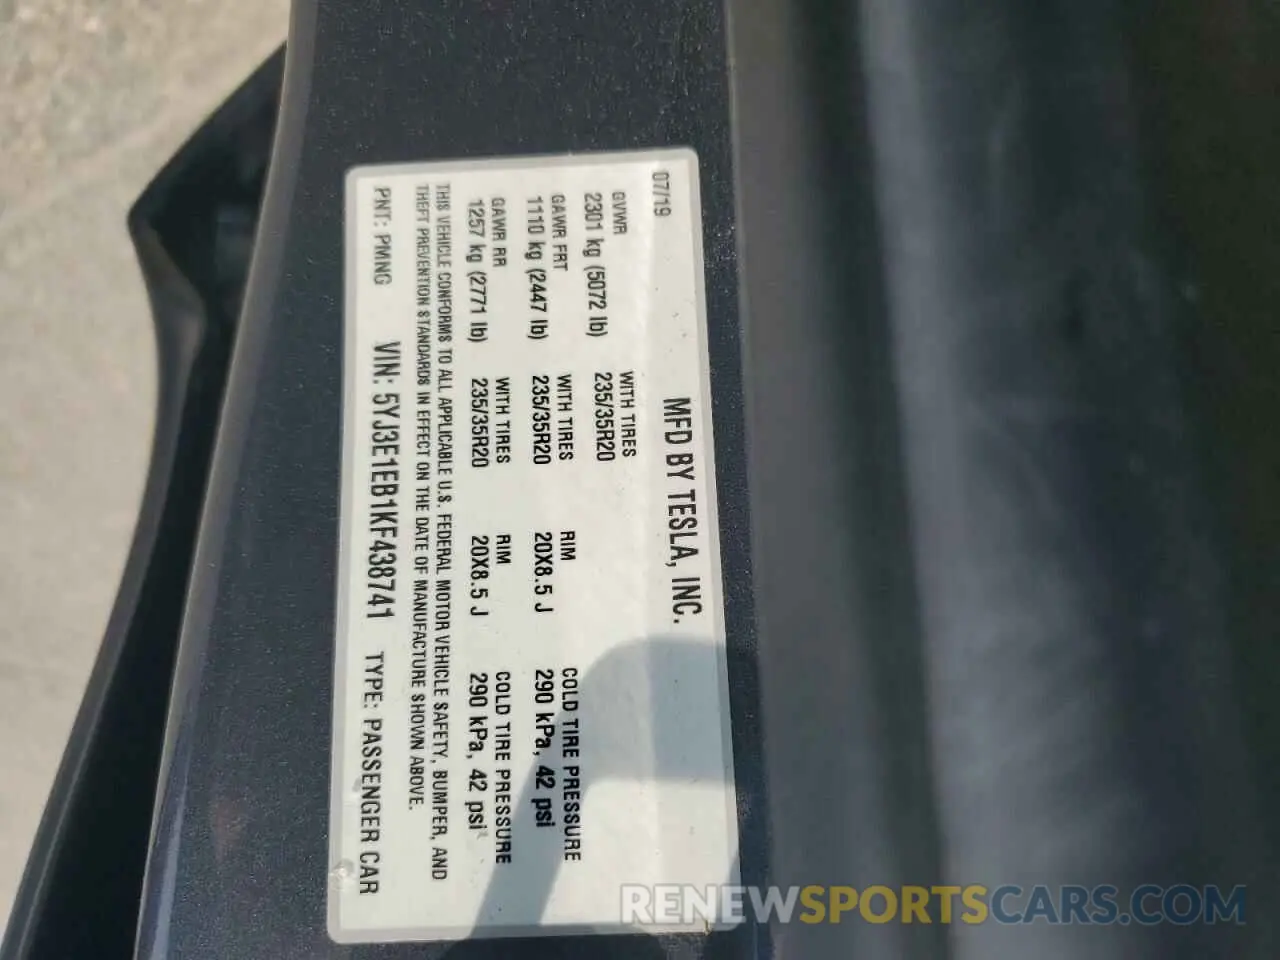 07/19
MFD BY TESLA, INC.
GVWR
2301 kg (5072 lb)
WITH TIRES
235/35R20
GAWR FRT
1110 kg (2447 lb)
WITH TIRES
235/35R20
RIM
20X8.5 J
COLD TIRE PRESSURE
290 kPa, 42 psi
GAWR RR
1257 kg (2771 lb)
WITH TIRES
235/35R20
RIM
20X8.5 J
COLD TIRE PRESSURE
290 kPa, 42 psi
THIS VEHICLE CONFORMS TO ALL APPLICABLE U.S. FEDERAL MOTOR VEHICLE SAFETY, BUMPER, AND
THEFT PREVENTION STANDARDS IN EFFECT ON THE DATE OF MANUFACTURE SHOWN ABOVE.
PNT: PMNG VIN: 5YJ3E1EB1KF438741 TYPE: PASSENGER CAR
RENEWSPORTSCARS.COM